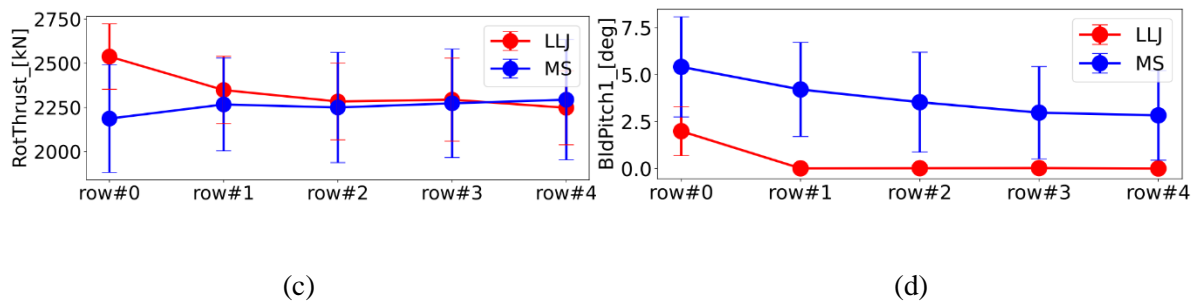 RotThrust_[kN]
2750
2500
2250
2000
LLJ
MS
row#0 row#1 row#2 row#3 row#4
(c)
BldPitch1_[deg]
7.5
5.0
2.5
0.0
LLJ
MS
row#0 row#1 row#2 row#3 row#4
(d)